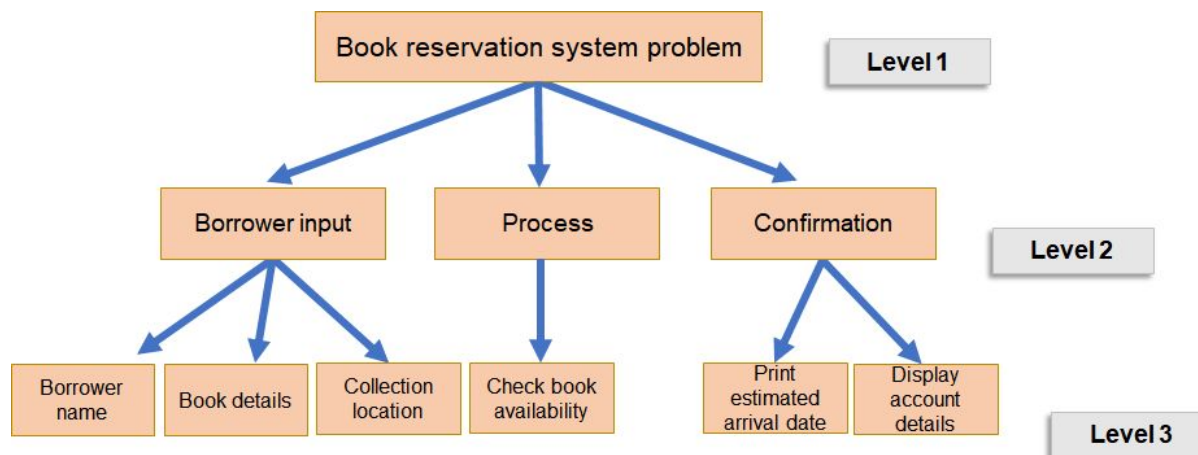 Book reservation system problem
Level 1
Borrower input
Process
Confirmation
Level 2
Borrower
name
Book details
Collection
location
Check book
availability
Print
estimated
arrival date
Display
account
details
Level 3